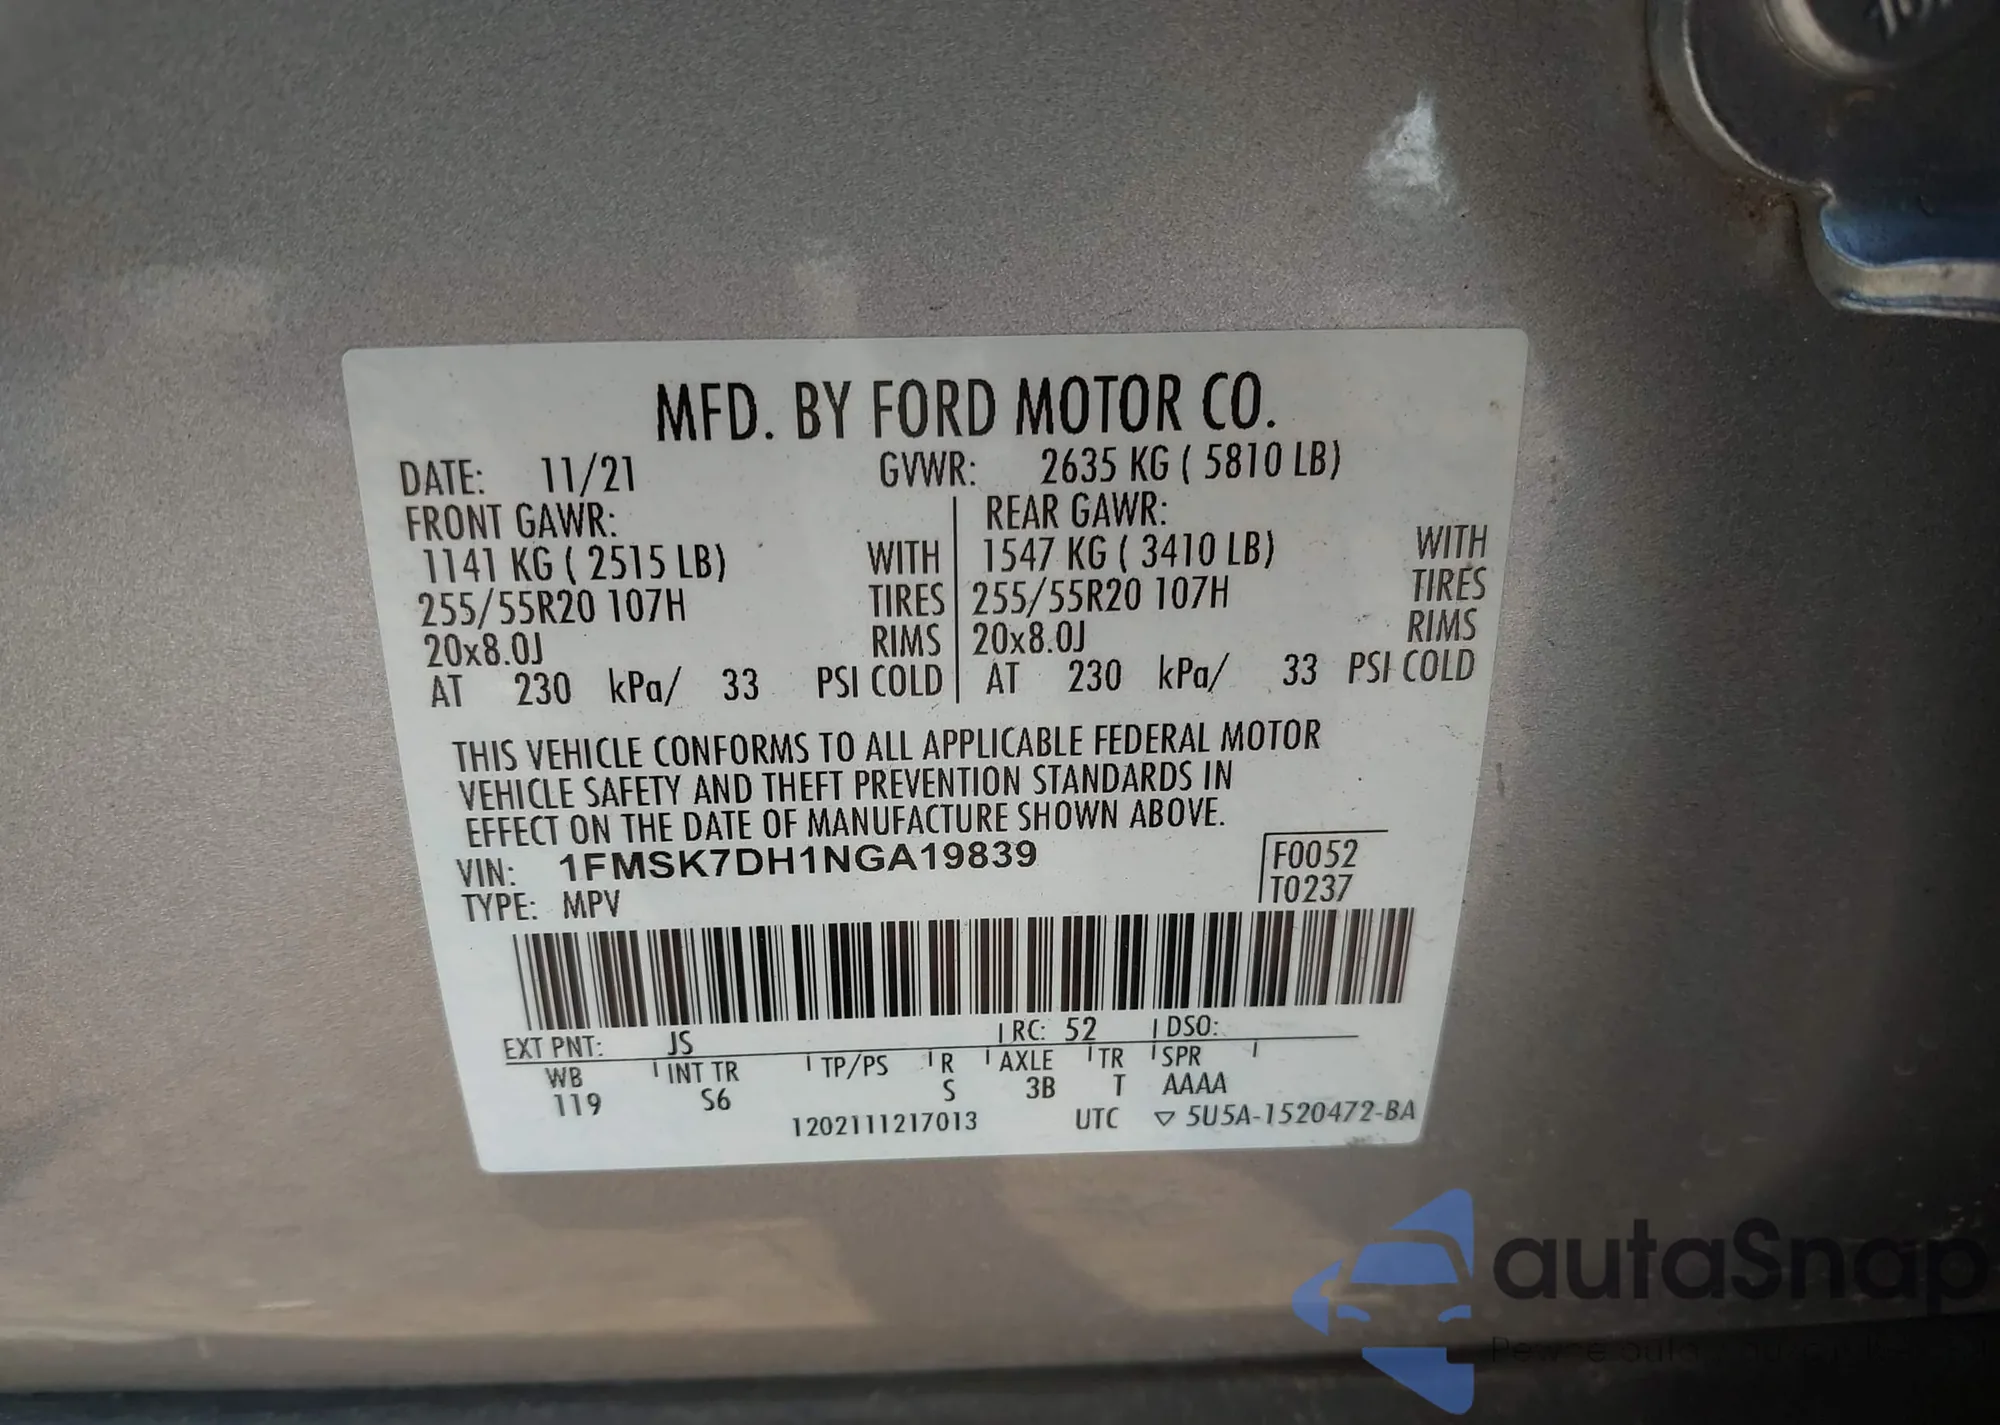 MFD. BY FORD MOTOR CO.
DATE: 11/21 GVWR: 2635 KG ( 5810 LB)
FRONT GAWR: REAR GAWR:
1141 KG ( 2515 LB) WITH 1547 KG ( 3410 LB) WITH
255/55R20 107H TIRES 255/55R20 107H TIRES
20x8.0J RIMS 20x8.0J RIMS
AT 230 kPa/ 33 PSI COLD AT 230 kPa/ 33 PSI COLD
THIS VEHICLE CONFORMS TO ALL APPLICABLE FEDERAL MOTOR
VEHICLE SAFETY AND THEFT PREVENTION STANDARDS IN
EFFECT ON THE DATE OF MANUFACTURE SHOWN ABOVE.
VIN: 1FMSK7DH1NGA19839 F0052
TYPE: MPV T0237
EXT PNT: JS RC: 52 DSO:
WB INT TR TP/PS R AXLE TR SPR
119 S6 S 3B T AAAA
1202111217013 UTC ▽ 5U5A-1520472-BA
autaSnap